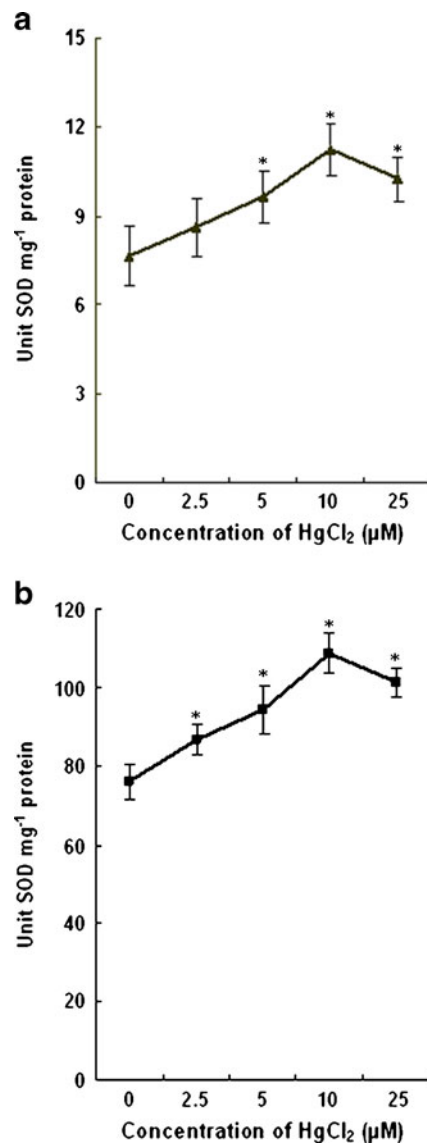 a
15
12
9
6
3
0
Unit SOD mg⁻¹ protein
* * *
0 2.5 5 10 25
Concentration of HgCl₂ (µM)
b
120
100
80
60
40
20
0
Unit SOD mg⁻¹ protein
* * * *
0 2.5 5 10 25
Concentration of HgCl₂ (µM)